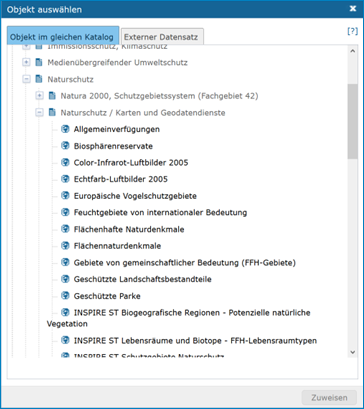 Objekt auswählen
Objekt im gleichen Katalog
Externer Datensatz
[?]
Immissionsschutz, Klimaschutz
Medienübergreifender Umweltschutz
Naturschutz
Natura 2000, Schutzgebietssystem (Fachgebiet 42)
Naturschutz / Karten und Geodatendienste
Allgemeinverfügungen
Biosphärenreservate
Color-Infrarot-Luftbilder 2005
Echtfarb-Luftbilder 2005
Europäische Vogelschutzgebiete
Feuchtgebiete von internationaler Bedeutung
Flächenhafte Naturdenkmale
Flächennaturdenkmale
Gebiete von gemeinschaftlicher Bedeutung (FFH-Gebiete)
Geschützte Landschaftsbestandteile
Geschützte Parke
INSPIRE ST Biogeografische Regionen - Potenzielle natürliche
Vegetation
INSPIRE ST Lebensräume und Biotope - FFH-Lebensraumtypen
INSPIRE ST Schutzgebiete Naturschutz
Zuweisen